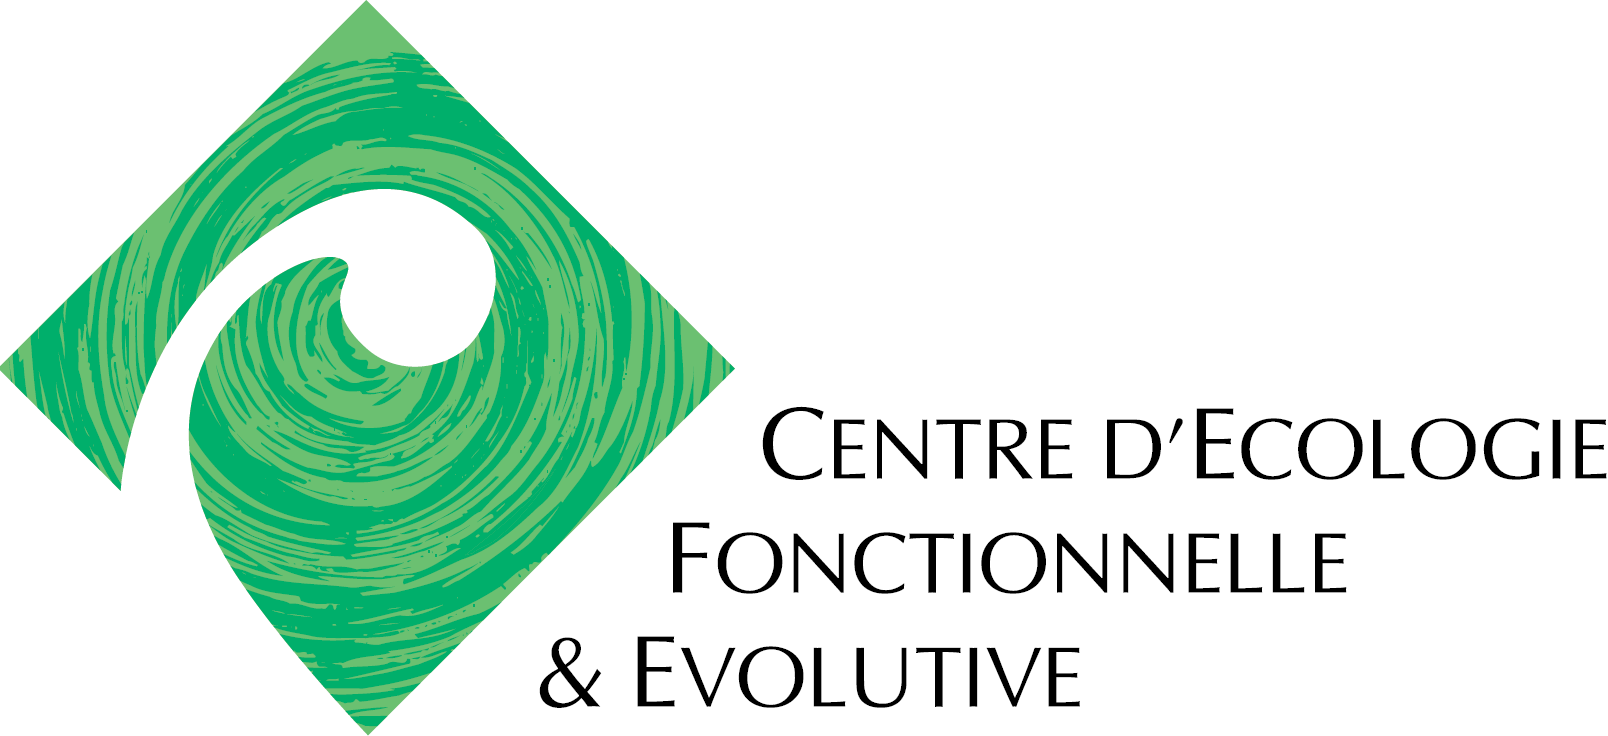 CENTRE D'ECOLOGIE
FONCTIONNELLE
& EVOLUTIVE